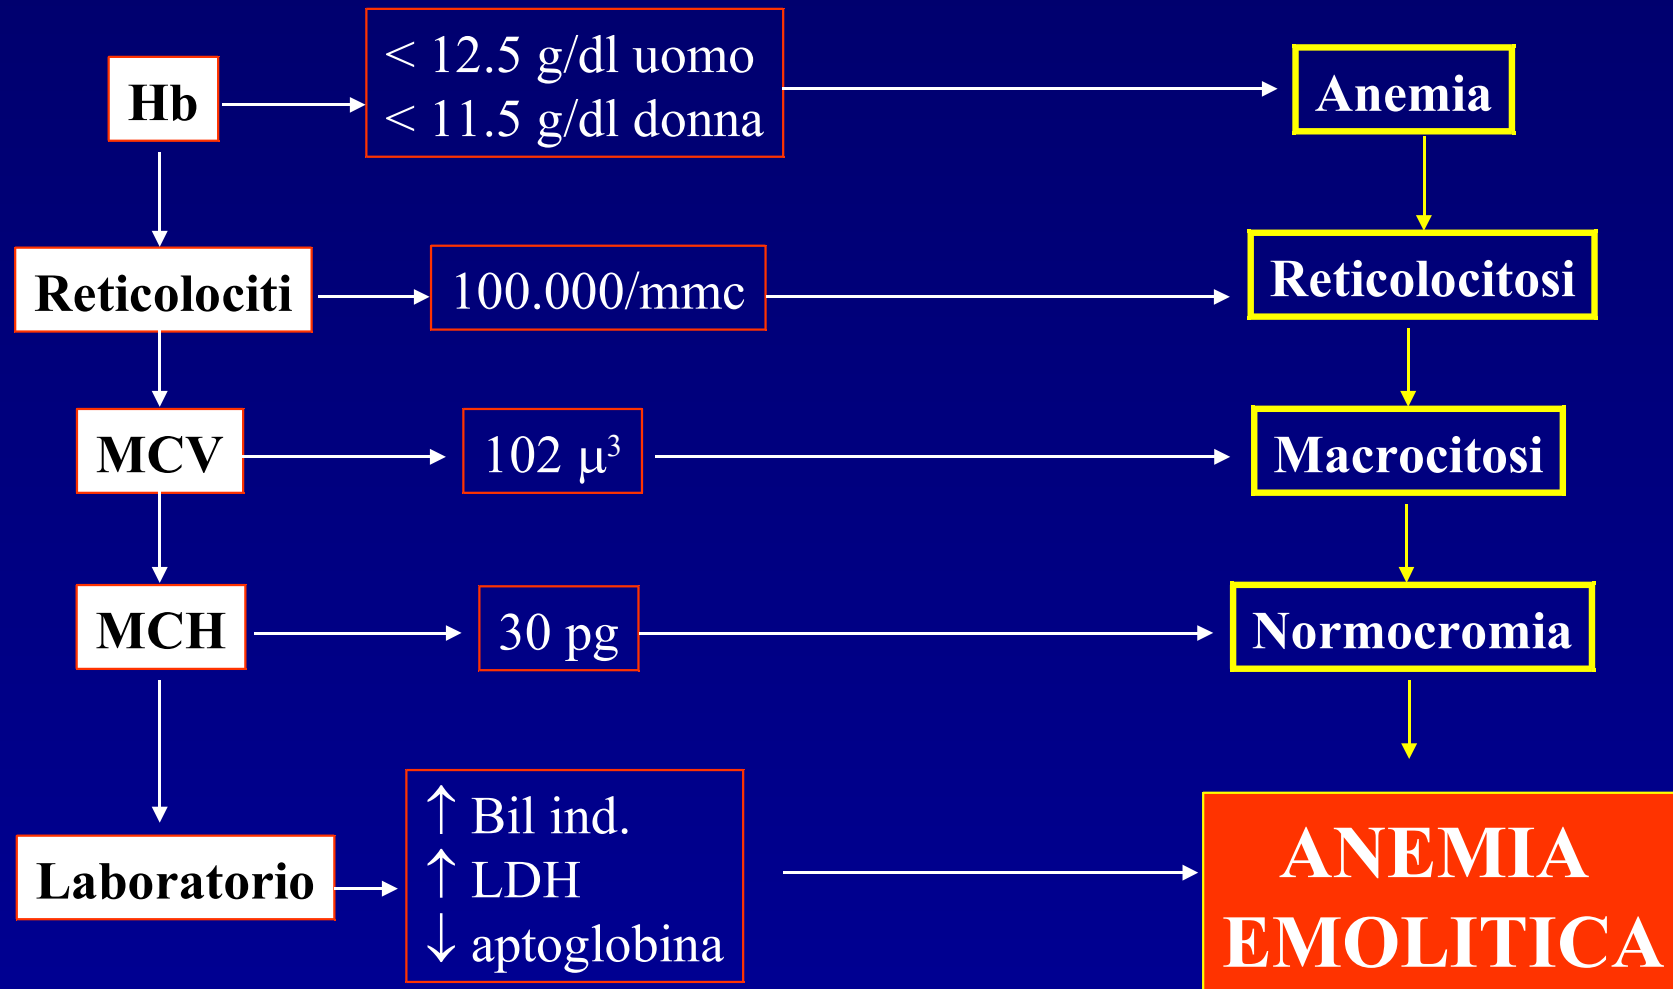 Hb
< 12.5 g/dl uomo
< 11.5 g/dl donna
Anemia
Reticolociti
100.000/mmc
Reticolocitosi
MCV
102 μ³
Macrocitosi
MCH
30 pg
Normocromia
Laboratorio
↑ Bil ind.
↑ LDH
↓ aptoglobina
ANEMIA
EMOLITICA